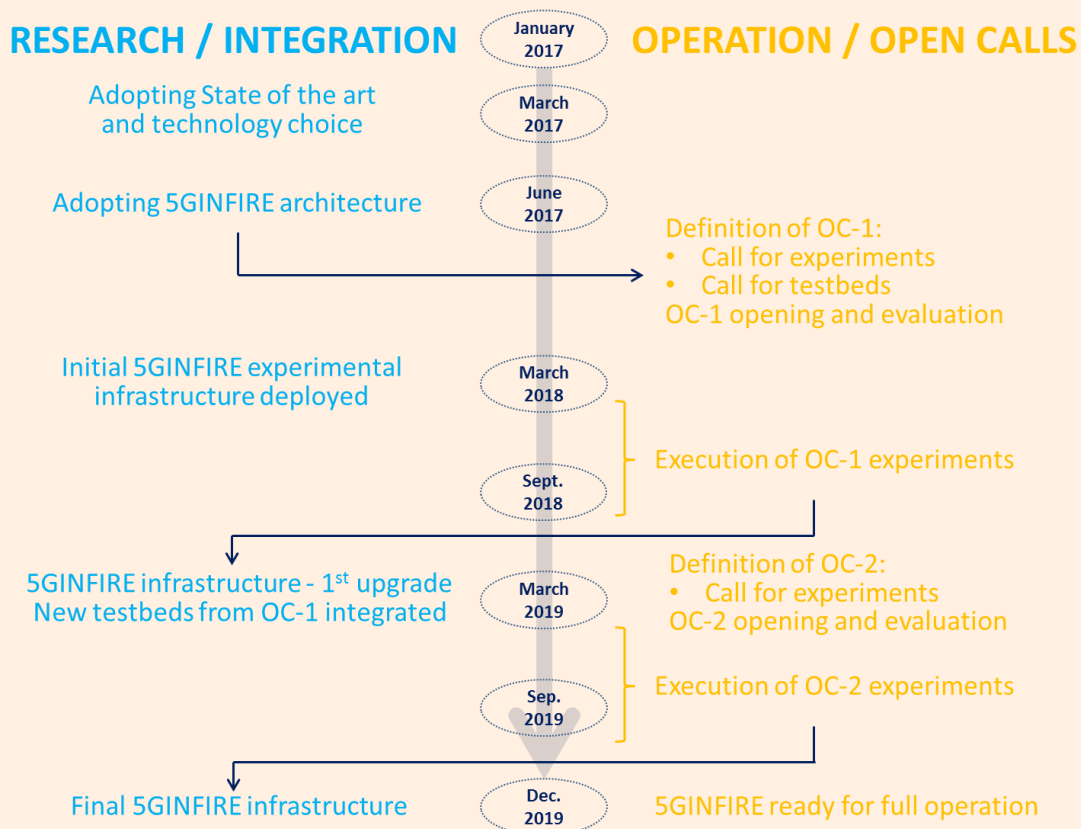 RESEARCH / INTEGRATION
January
2017
OPERATION / OPEN CALLS
Adopting State of the art
and technology choice
March
2017
Adopting 5GINFIRE architecture
June
2017
Definition of OC-1:
• Call for experiments
• Call for testbeds
OC-1 opening and evaluation
Initial 5GINFIRE experimental
infrastructure deployed
March
2018
Execution of OC-1 experiments
Sept.
2018
5GINFIRE infrastructure - 1st upgrade
New testbeds from OC-1 integrated
March
2019
Definition of OC-2:
• Call for experiments
OC-2 opening and evaluation
Execution of OC-2 experiments
Sep.
2019
Final 5GINFIRE infrastructure
Dec.
2019
5GINFIRE ready for full operation